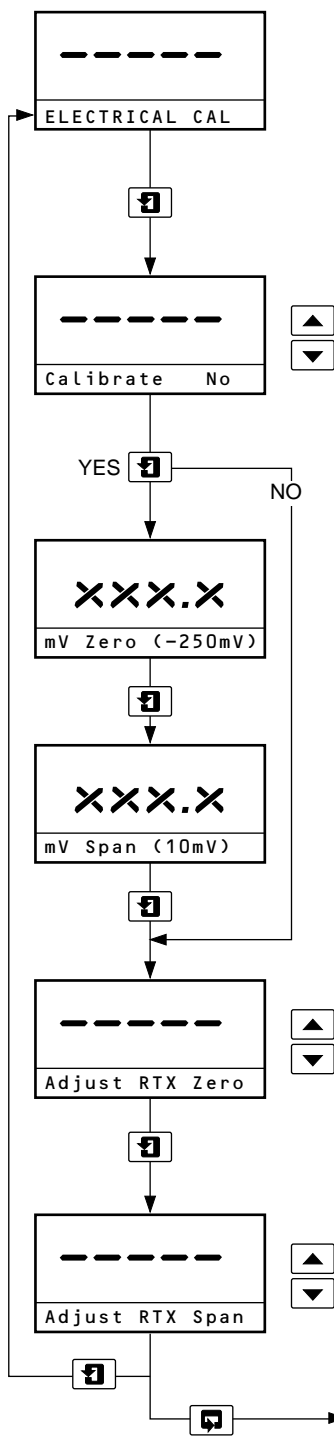 -----
ELECTRICAL CAL
-----
Calibrate No
YES
NO
XXX.X
mV Zero (-250mV)
XXX.X
mV Span (10mV)
-----
Adjust RTX Zero
-----
Adjust RTX Span